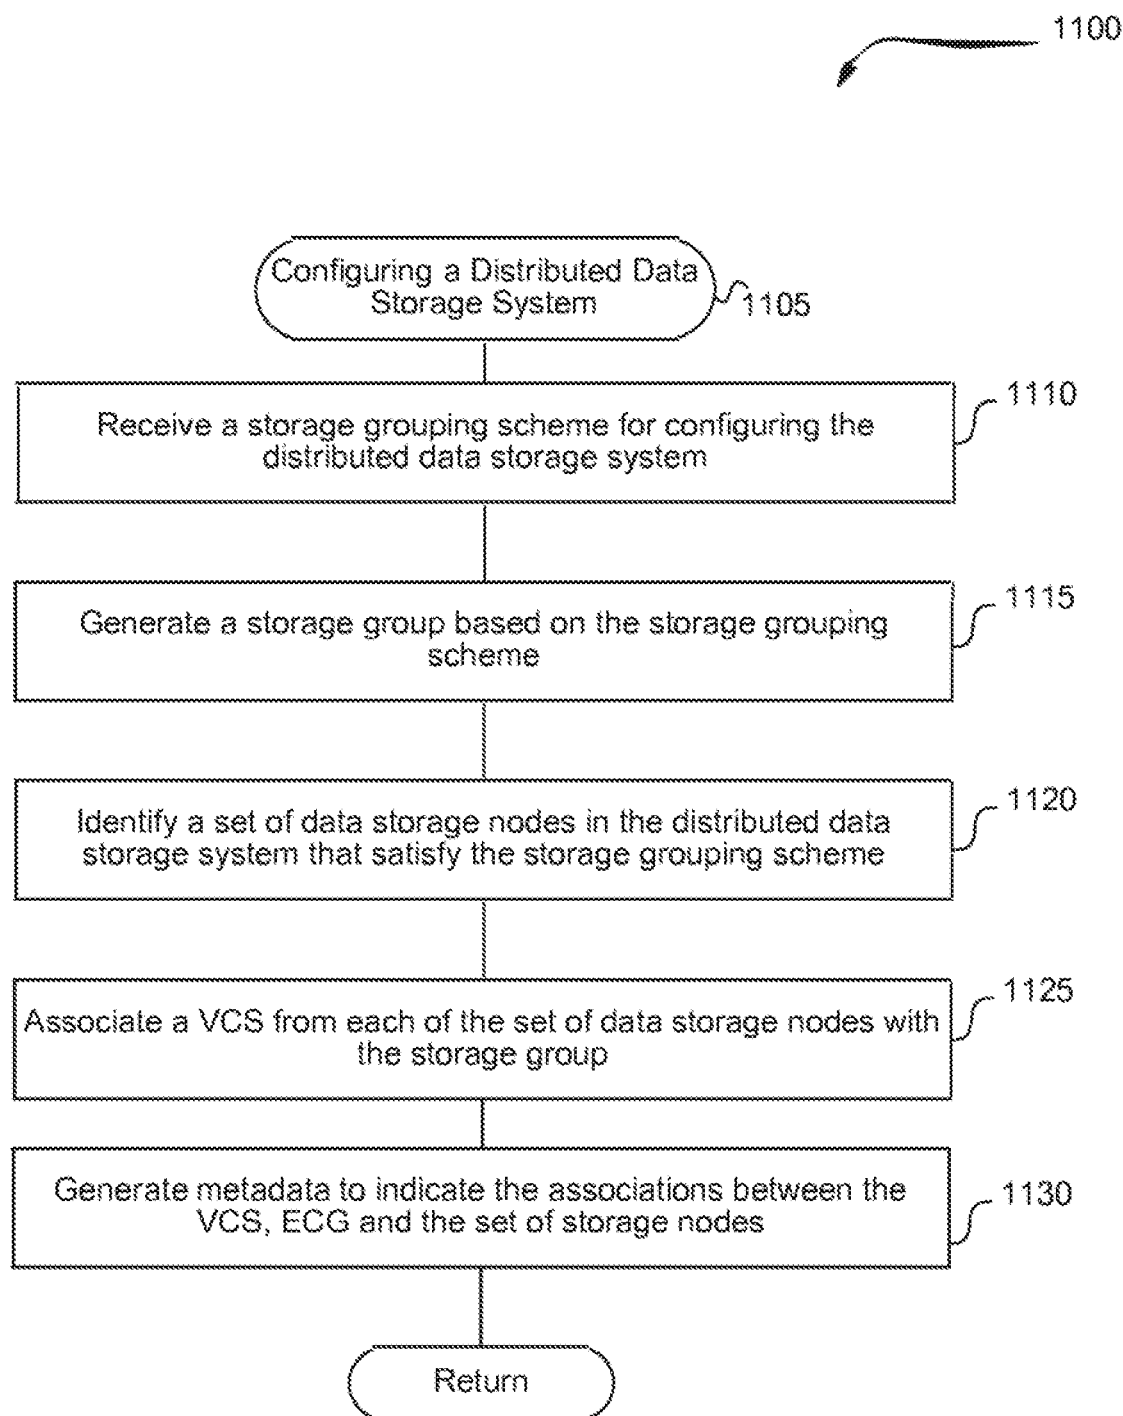 1100
Configuring a Distributed Data
Storage System
1105
1110
Receive a storage grouping scheme for configuring the
distributed data storage system
1115
Generate a storage group based on the storage grouping
scheme
1120
Identify a set of data storage nodes in the distributed data
storage system that satisfy the storage grouping scheme
1125
Associate a VCS from each of the set of data storage nodes with
the storage group
1130
Generate metadata to indicate the associations between the
VCS, ECG and the set of storage nodes
Return